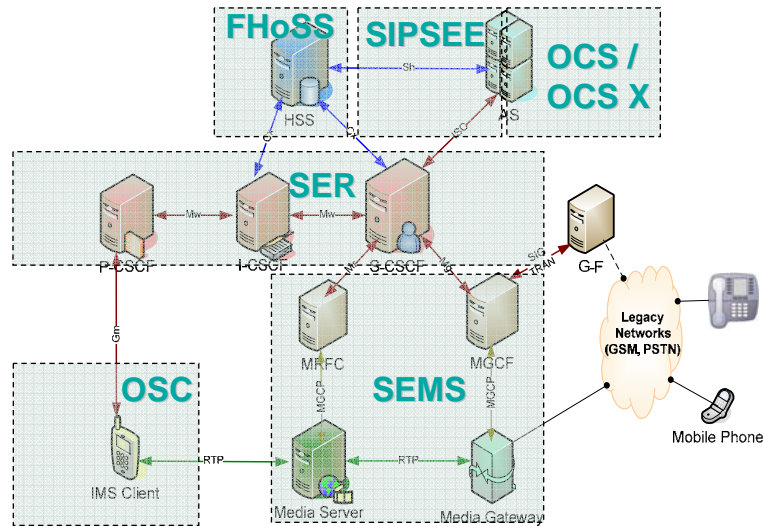 FHoSS
SIPSEE
OCS /
OCS X
Sh
HSS
AS
Cx
Cx
ISC
SER
Mw
Mw
P-CSCF
I-CSCF
S-CSCF
SIG
TRAN
G-F
Mr
Mg
Gm
Legacy
Networks
(GSM, PSTN)
MRFC
MGCF
OSC
SEMS
MGCP
MGCP
Mobile Phone
RTP
RTP
IMS Client
Media Server
Media Gateway